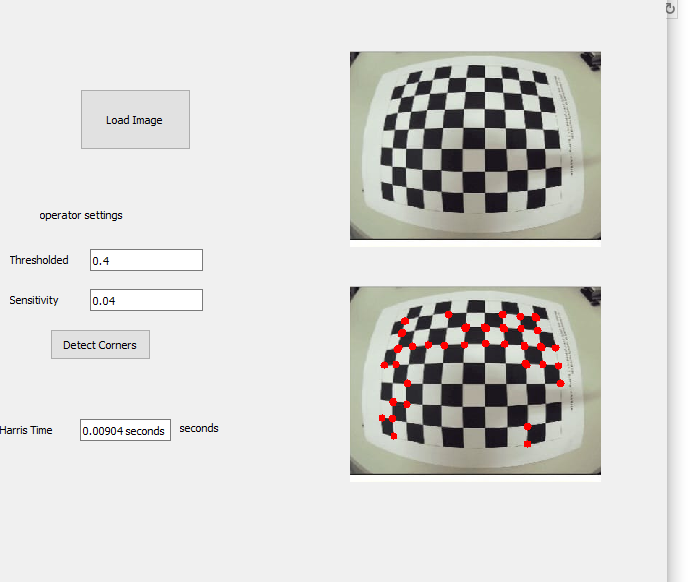 Load Image
operator settings
Thresholded
0.4
Sensitivity
0.04
Detect Corners
Harris Time
0.00904 seconds
seconds